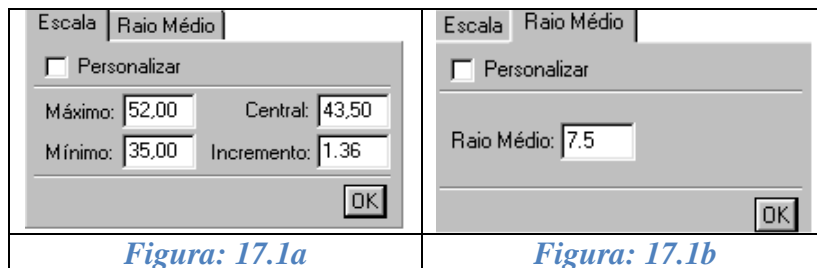 Escala Raio Médio
Personalizar
Máximo: 52,00 Central: 43,50
Mínimo: 35,00 Incremento: 1.36
OK
Figura: 17.1a
Escala Raio Médio
Personalizar
Raio Médio: 7.5
OK
Figura: 17.1b